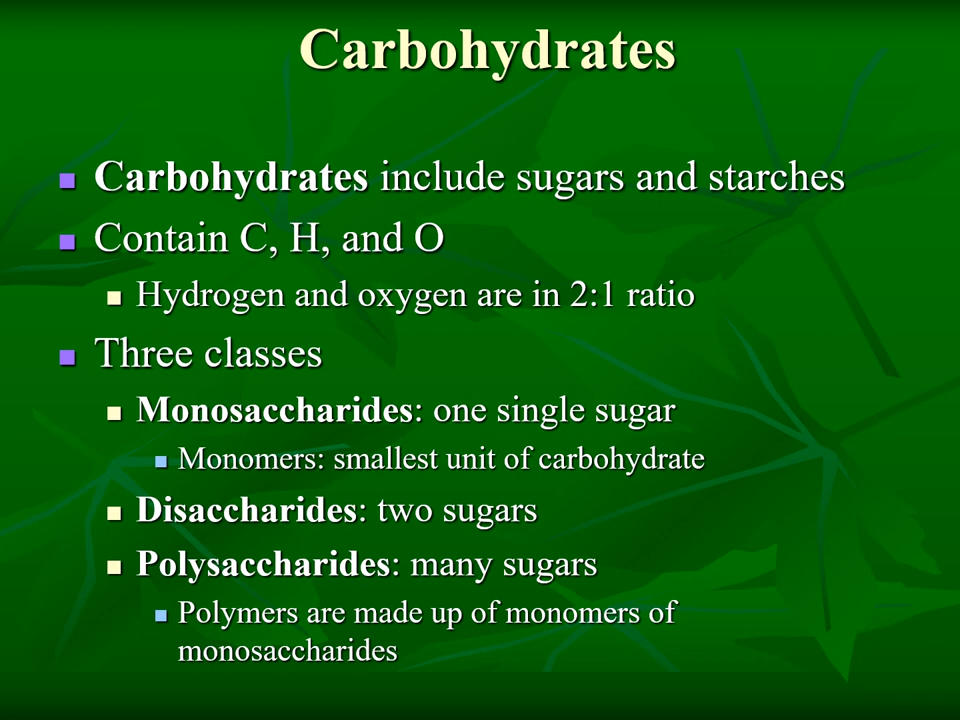 Carbohydrates
Carbohydrates include sugars and starches
Contain C, H, and O
Hydrogen and oxygen are in 2:1 ratio
Three classes
Monosaccharides: one single sugar
Monomers: smallest unit of carbohydrate
Disaccharides: two sugars
Polysaccharides: many sugars
Polymers are made up of monomers of
monosaccharides